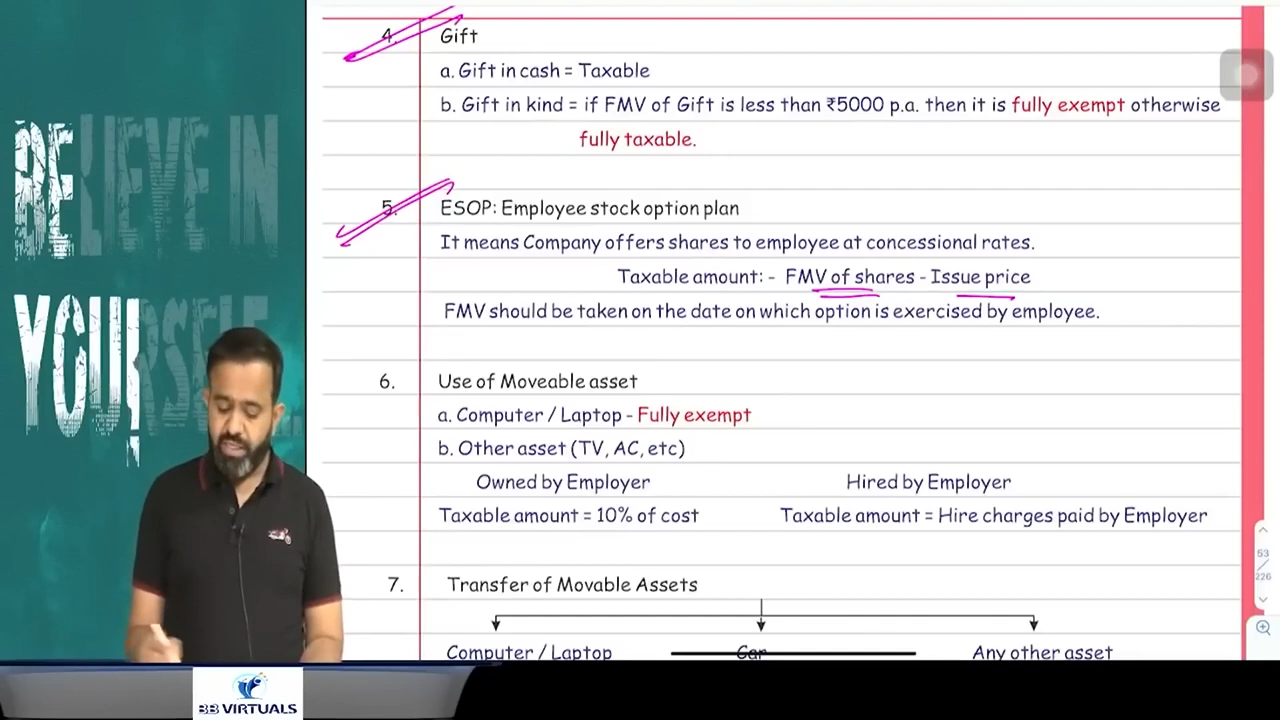 BELIEVE IN
YOURSELF
4. Gift
a. Gift in cash = Taxable
b. Gift in kind = if FMV of Gift is less than ₹5000 p.a. then it is fully exempt otherwise
fully taxable.
5. ESOP: Employee stock option plan
It means Company offers shares to employee at concessional rates.
Taxable amount: - FMV of shares - Issue price
FMV should be taken on the date on which option is exercised by employee.
6. Use of Moveable asset
a. Computer / Laptop - Fully exempt
b. Other asset (TV, AC, etc)
Owned by Employer Hired by Employer
Taxable amount = 10% of cost Taxable amount = Hire charges paid by Employer
7. Transfer of Movable Assets
Computer / Laptop Car Any other asset
53
/
226
BB VIRTUALS